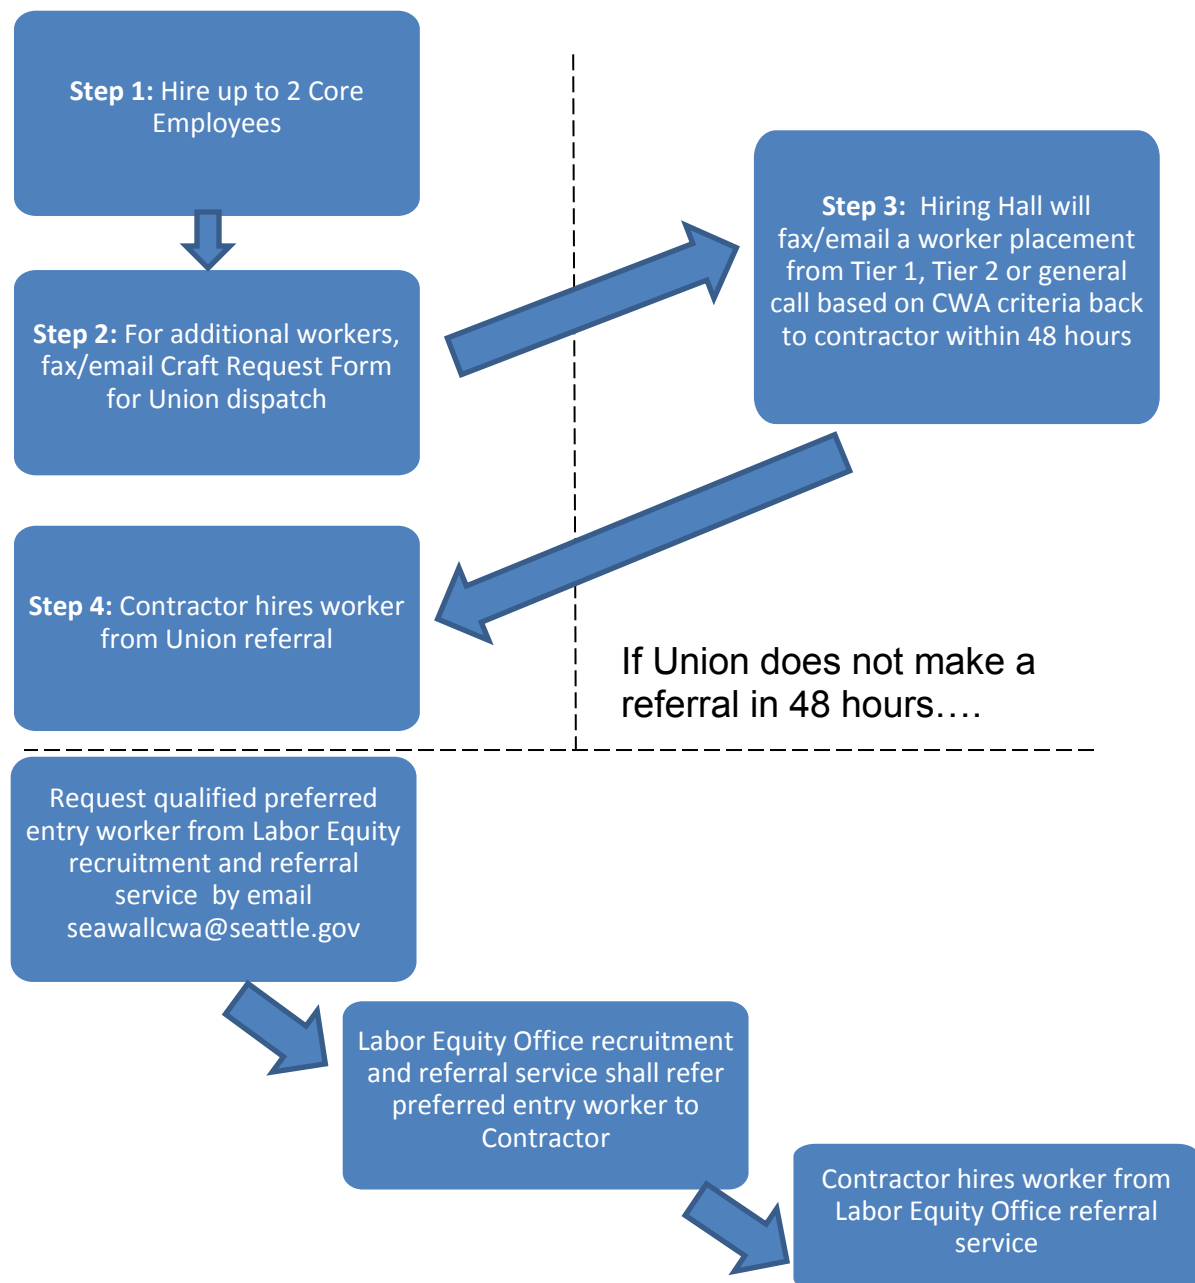 Step 1: Hire up to 2 Core
Employees
Step 2: For additional workers,
fax/email Craft Request Form
for Union dispatch
Step 3:  Hiring Hall will
fax/email a worker placement
from Tier 1, Tier 2 or general
call based on CWA criteria back
to contractor within 48 hours
Step 4: Contractor hires worker
from Union referral
If Union does not make a
referral in 48 hours….
Request qualified preferred
entry worker from Labor Equity
recruitment and referral
service  by email
seawallcwa@seattle.gov
Labor Equity Office recruitment
and referral service shall refer
preferred entry worker to
Contractor
Contractor hires worker from
Labor Equity Office referral
service